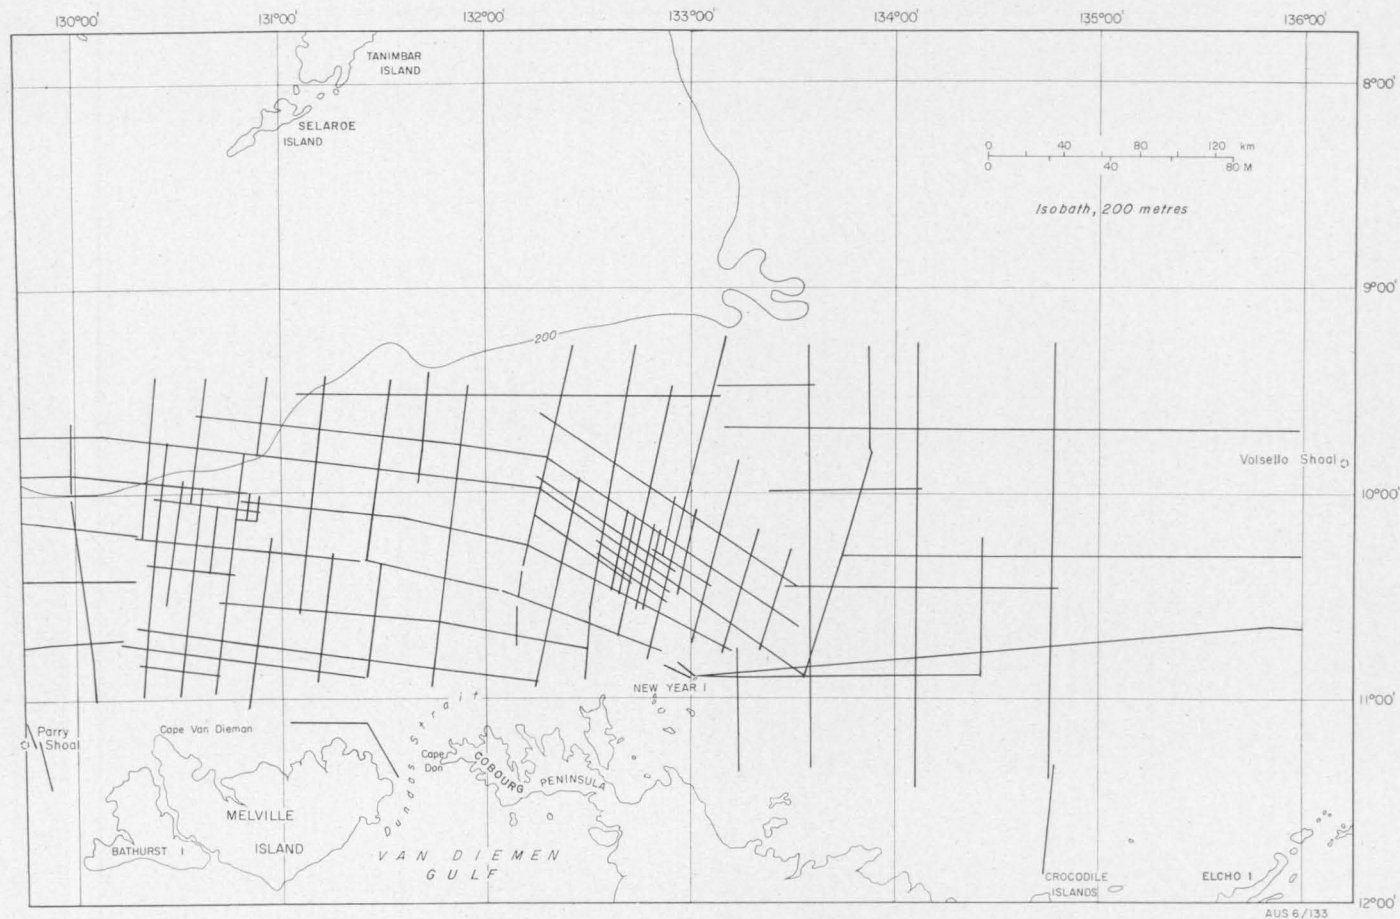 130°00' 131°00' 132°00' 133°00' 134°00' 135°00' 136°00'
TANIMBAR
ISLAND
8°00'
SELAROE
ISLAND
0 40 80 120 km
0 40 80 M
Isobath, 200 metres
9°00'
200
Volsello Shoal
10°00'
NEW YEAR I
11°00'
Parry
Shoal
Cape Van Dieman
Dundas Strait
Cape
Don
COBOURG PENINSULA
MELVILLE
ISLAND
BATHURST I
VAN DIEMEN
GULF
CROCODILE
ISLANDS
ELCHO I
12°00'
AUS 6/133